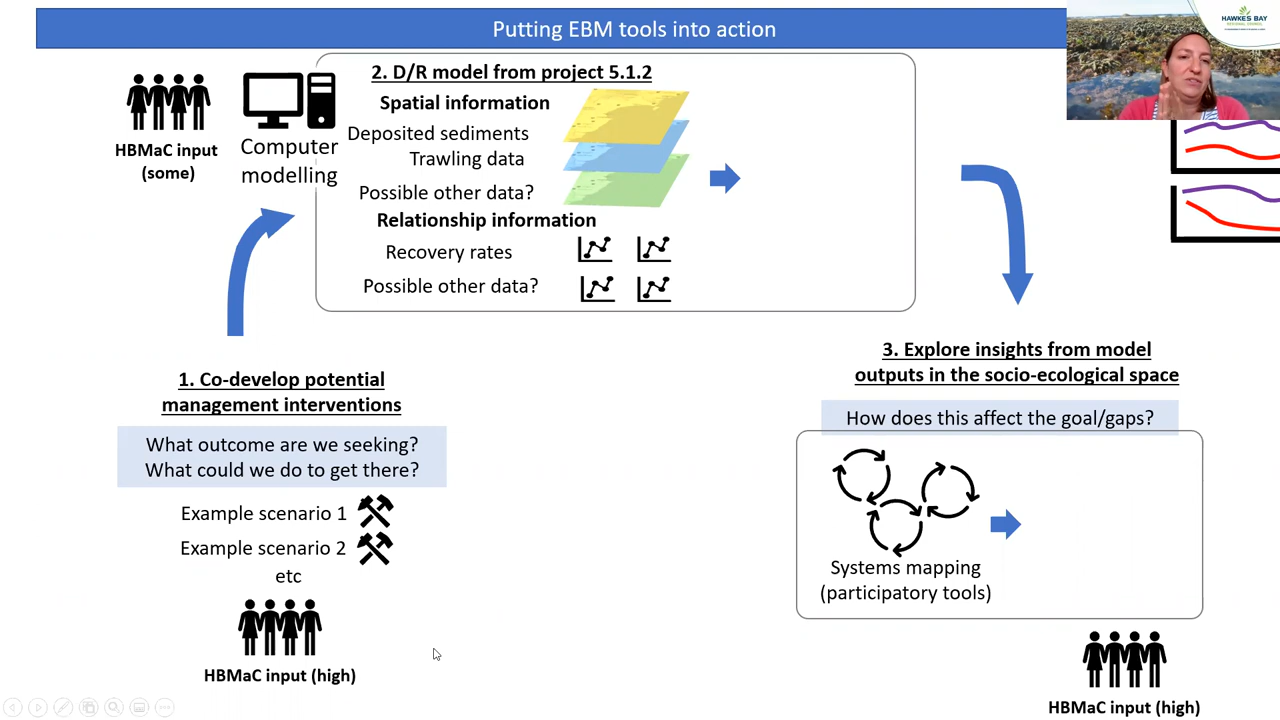 Putting EBM tools into action
HAWKES BAY
REGIONAL COUNCIL
HBMaC input
(some)
Computer
modelling
2. D/R model from project 5.1.2
Spatial information
Deposited sediments
Trawling data
Possible other data?
Relationship information
Recovery rates
Possible other data?
1. Co-develop potential
management interventions
What outcome are we seeking?
What could we do to get there?
Example scenario 1
Example scenario 2
etc
HBMaC input (high)
3. Explore insights from model
outputs in the socio-ecological space
How does this affect the goal/gaps?
Systems mapping
(participatory tools)
HBMaC input (high)